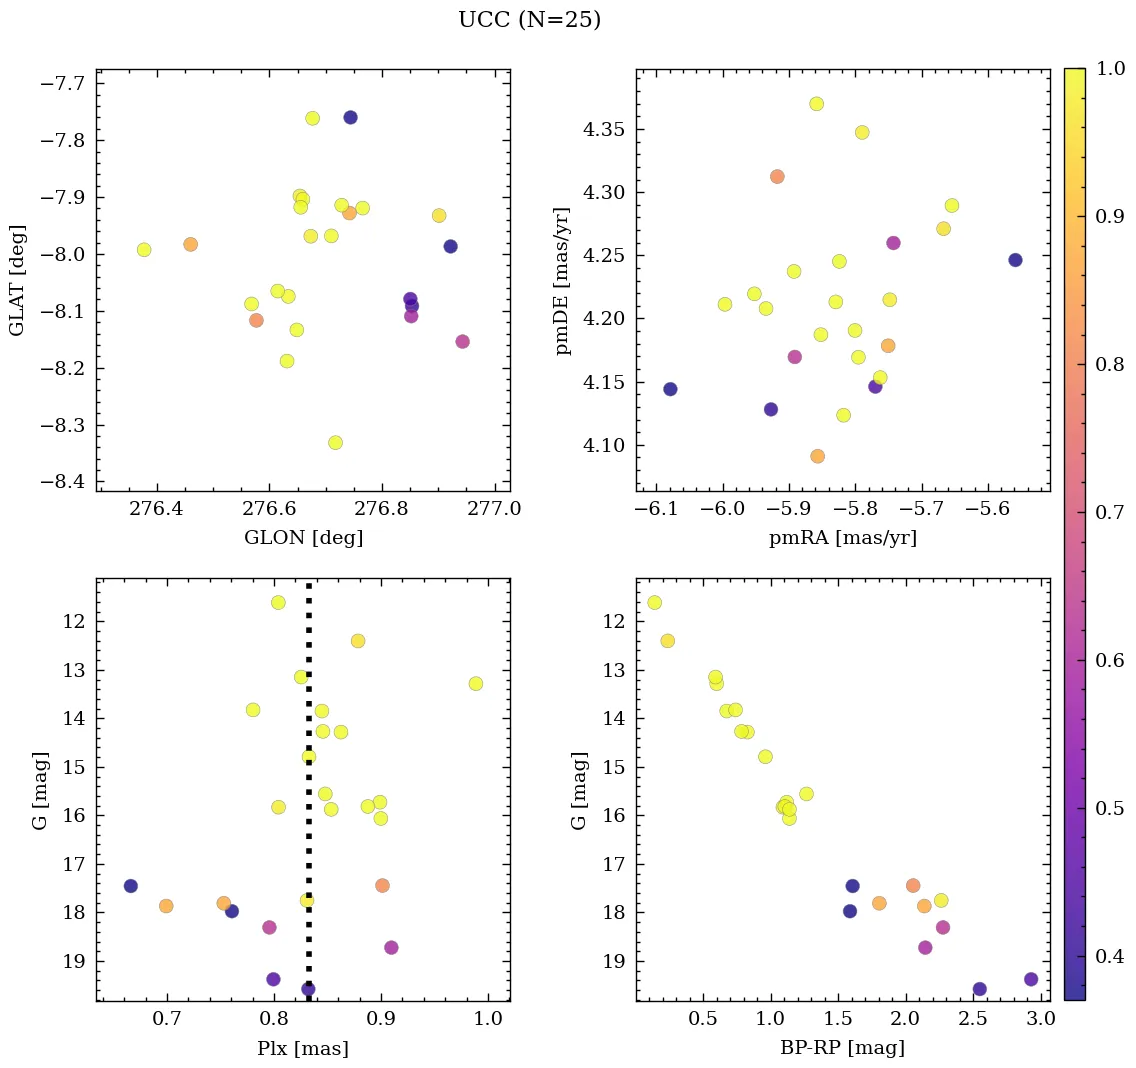 UCC (N=25)
−7.7
−7.8
−7.9
−8.0
−8.1
−8.2
−8.3
−8.4
GLAT [deg]
276.4 276.6 276.8 277.0
GLON [deg]
4.35
4.30
4.25
4.20
4.15
4.10
pmDE [mas/yr]
−6.1 −6.0 −5.9 −5.8 −5.7 −5.6
pmRA [mas/yr]
1.0
0.9
0.8
0.7
0.6
0.5
0.4
12
13
14
15
16
17
18
19
G [mag]
0.7 0.8 0.9 1.0
Plx [mas]
12
13
14
15
16
17
18
19
G [mag]
0.5 1.0 1.5 2.0 2.5 3.0
BP-RP [mag]